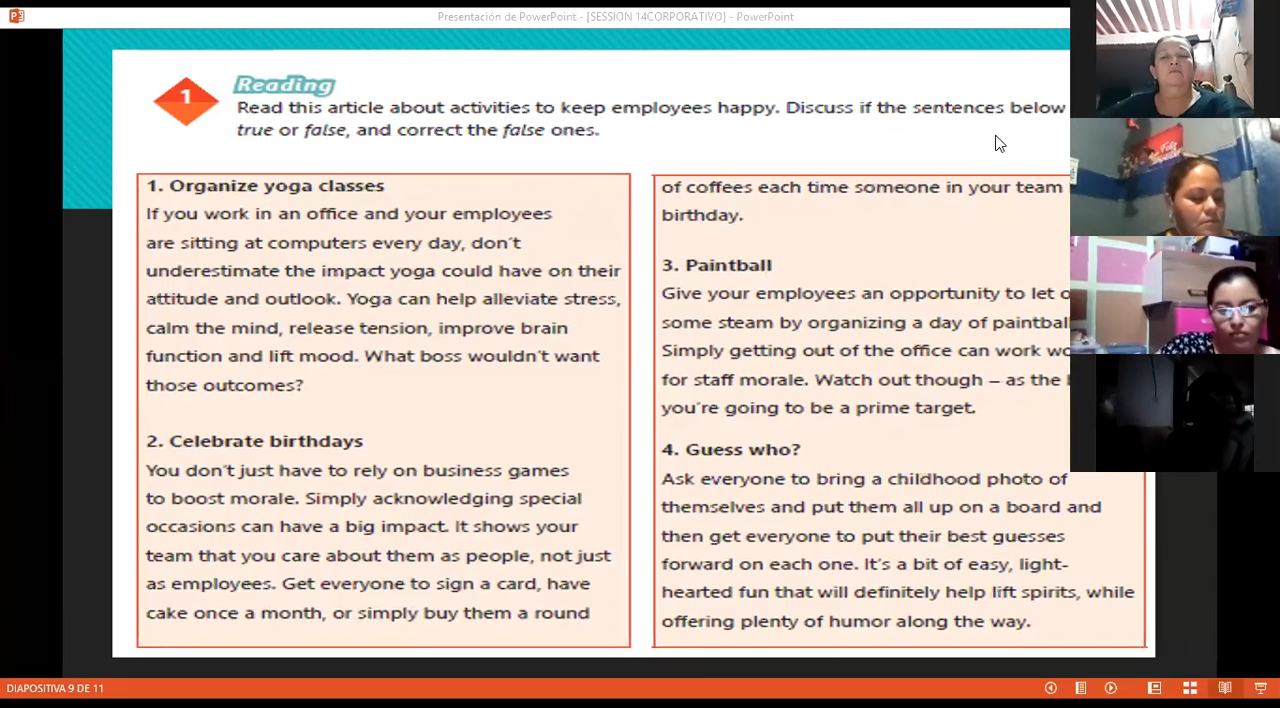 Presentación de PowerPoint - [SESSION 14CORPORATIVO] - PowerPoint
1
Reading
Read this article about activities to keep employees happy. Discuss if the sentences below
true or false, and correct the false ones.
1. Organize yoga classes
If you work in an office and your employees
are sitting at computers every day, don´t
underestimate the impact yoga could have on their
attitude and outlook. Yoga can help alleviate stress,
calm the mind, release tension, improve brain
function and lift mood. What boss wouldn´t want
those outcomes?
2. Celebrate birthdays
You don´t just have to rely on business games
to boost morale. Simply acknowledging special
occasions can have a big impact. It shows your
team that you care about them as people, not just
as employees. Get everyone to sign a card, have
cake once a month, or simply buy them a round
of coffees each time someone in your team
birthday.
3. Paintball
Give your employees an opportunity to let
some steam by organizing a day of
Simply getting out of the office can work
for staff morale. Watch out though – as the
you´re going to be a prime target.
4. Guess who?
Ask everyone to bring a childhood photo of
themselves and put them all up on a board and
then get everyone to put their best guesses
forward on each one. It´s a bit of easy, light-
hearted fun that will definitely help lift spirits, while
offering plenty of humor along the way.
DIAPOSITIVA 9 DE 11